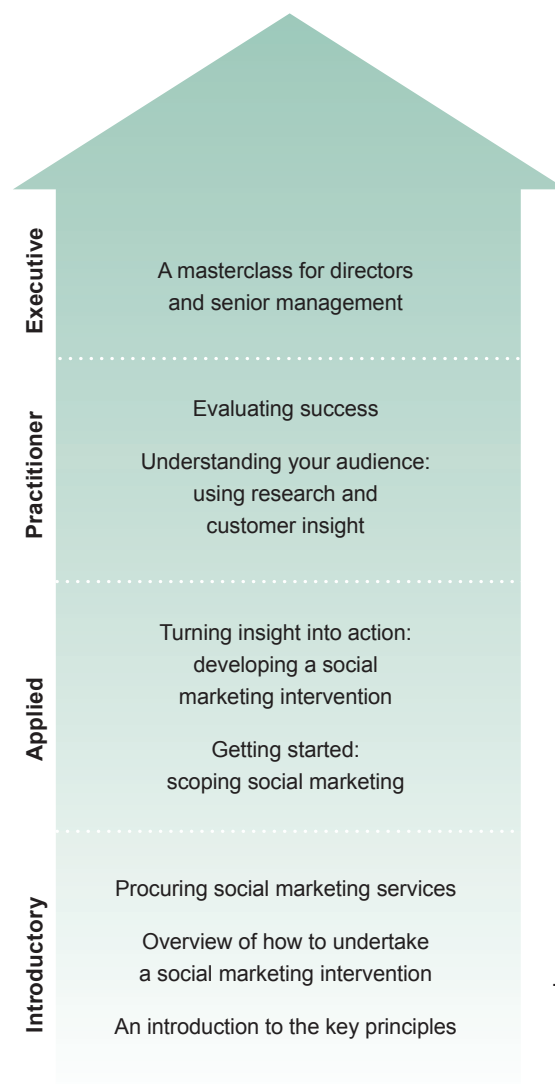 Executive
A masterclass for directors
and senior management
Practitioner
Evaluating success
Understanding your audience:
using research and
customer insight
Applied
Turning insight into action:
developing a social
marketing intervention
Getting started:
scoping social marketing
Introductory
Procuring social marketing services
Overview of how to undertake
a social marketing intervention
An introduction to the key principles